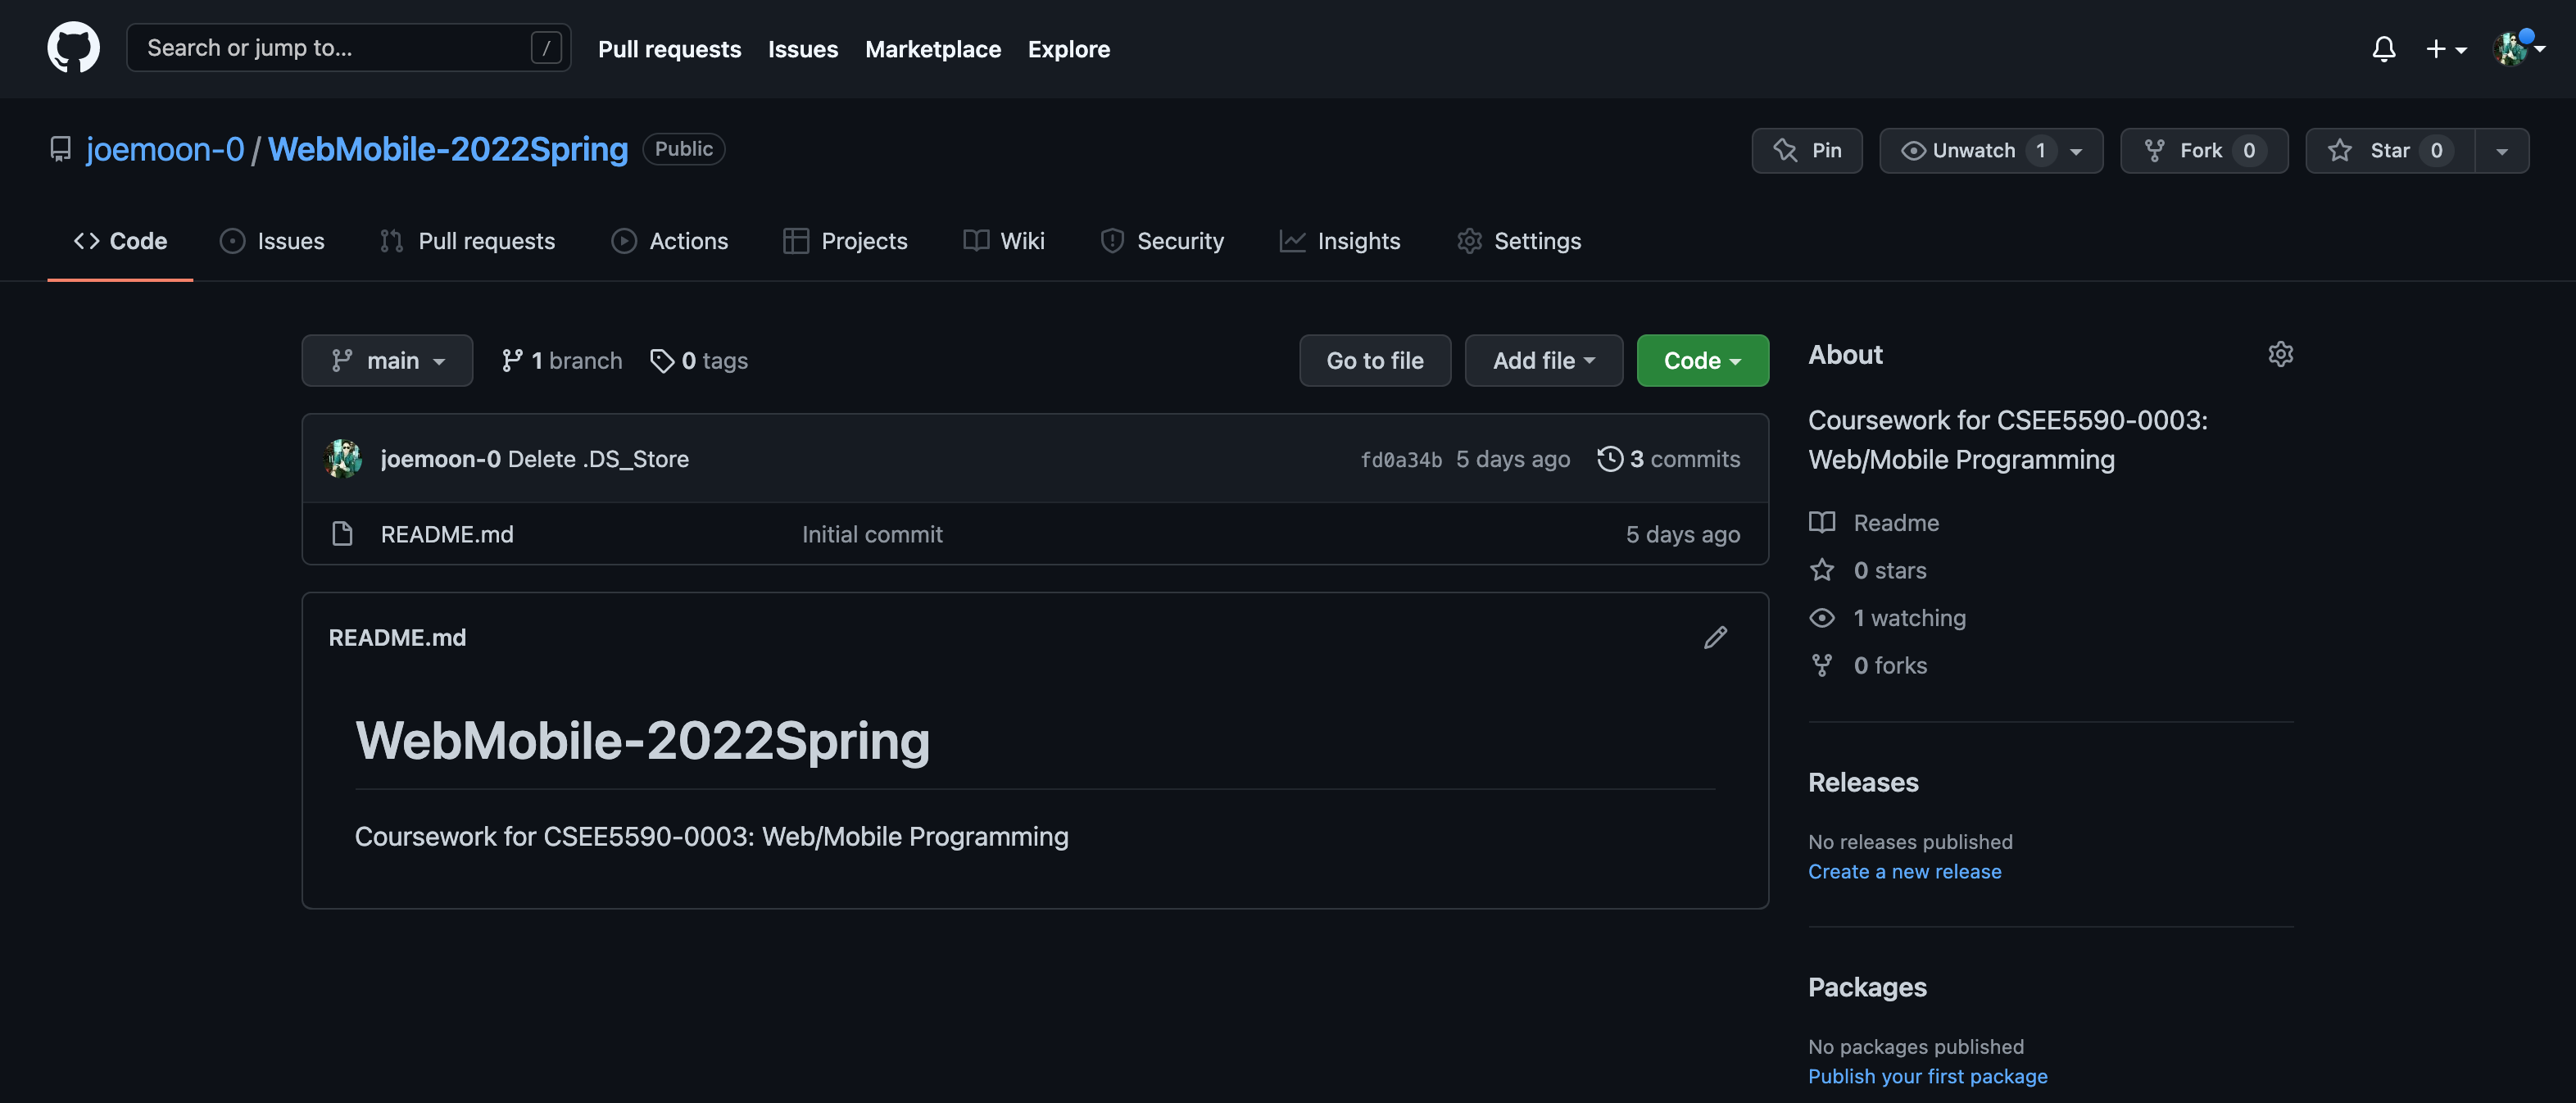 Search or jump to... /
Pull requests Issues Marketplace Explore
joemoon-0 / WebMobile-2022Spring Public
Pin Unwatch 1 Fork 0 Star 0
Code Issues Pull requests Actions Projects Wiki Security Insights Settings
main 1 branch 0 tags Go to file Add file Code
joemoon-0 Delete .DS_Store fd0a34b 5 days ago 3 commits
README.md Initial commit 5 days ago
README.md
WebMobile-2022Spring
Coursework for CSEE5590-0003: Web/Mobile Programming
About
Coursework for CSEE5590-0003:
Web/Mobile Programming
Readme
0 stars
1 watching
0 forks
Releases
No releases published
Create a new release
Packages
No packages published
Publish your first package